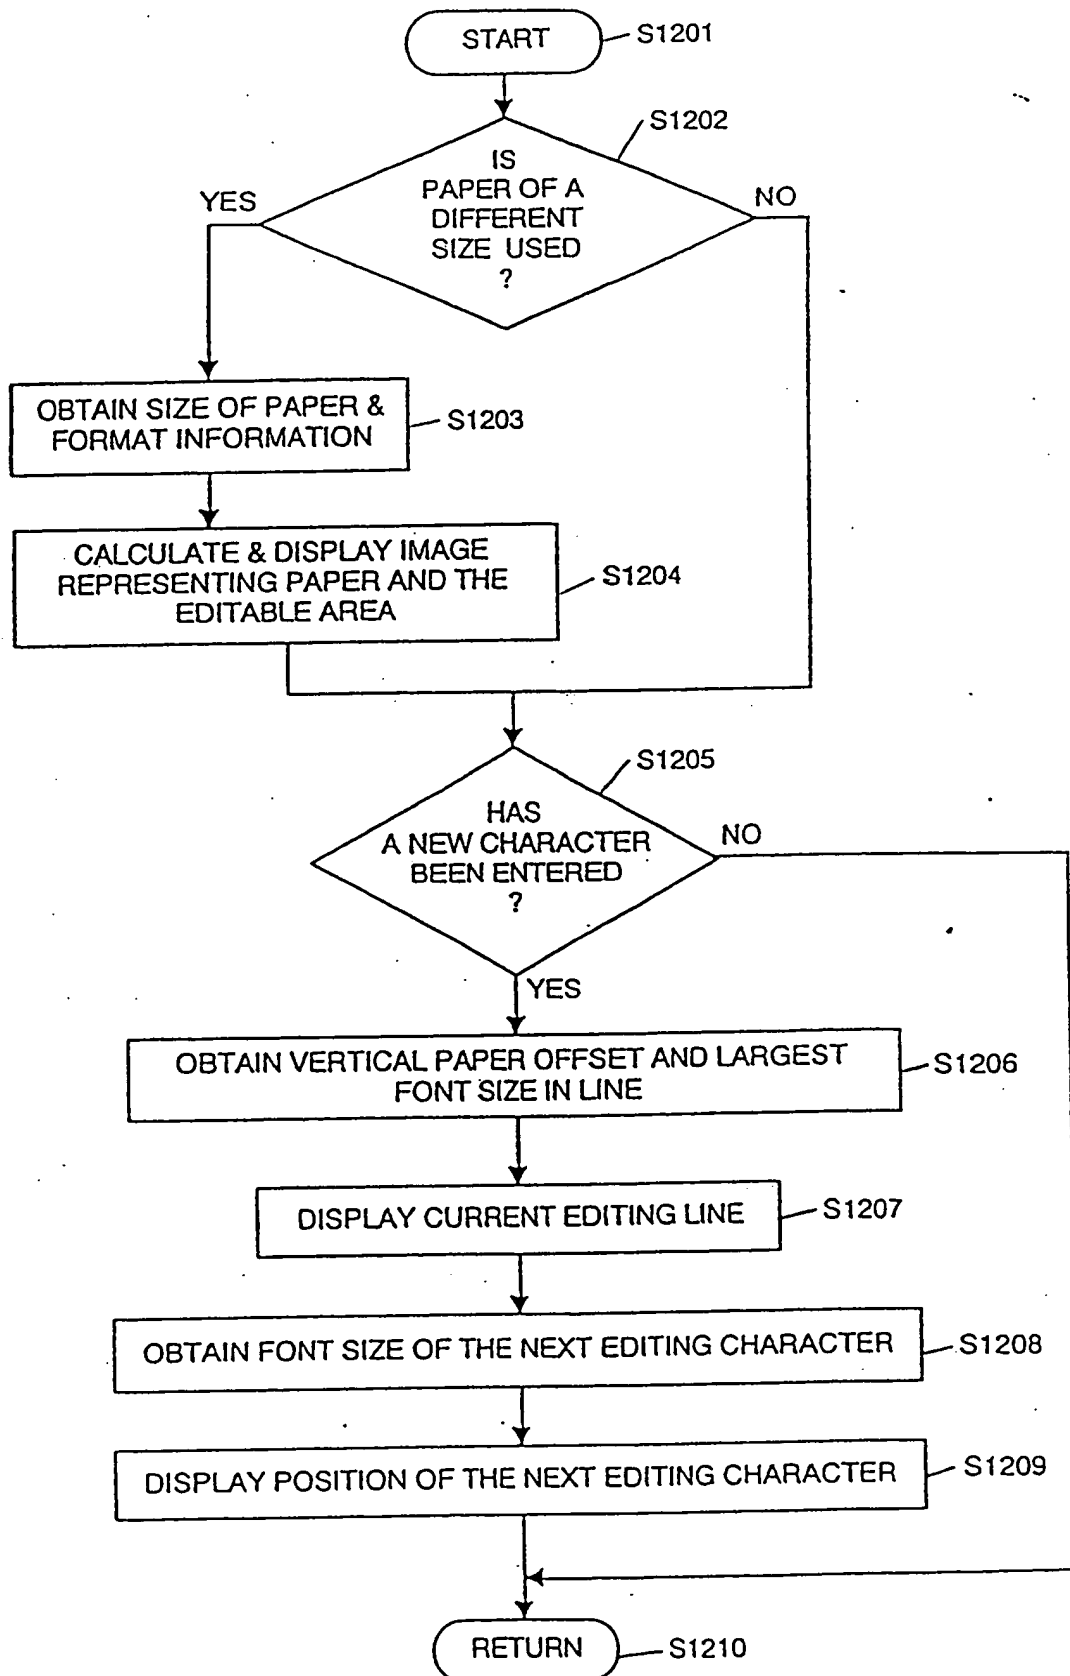 START
S1201
S1202
IS
PAPER OF A
DIFFERENT
SIZE USED
?
YES
NO
OBTAIN SIZE OF PAPER &
FORMAT INFORMATION
S1203
CALCULATE & DISPLAY IMAGE
REPRESENTING PAPER AND THE
EDITABLE AREA
S1204
S1205
HAS
A NEW CHARACTER
BEEN ENTERED
?
NO
YES
OBTAIN VERTICAL PAPER OFFSET AND LARGEST
FONT SIZE IN LINE
S1206
DISPLAY CURRENT EDITING LINE
S1207
OBTAIN FONT SIZE OF THE NEXT EDITING CHARACTER
S1208
DISPLAY POSITION OF THE NEXT EDITING CHARACTER
S1209
RETURN
S1210